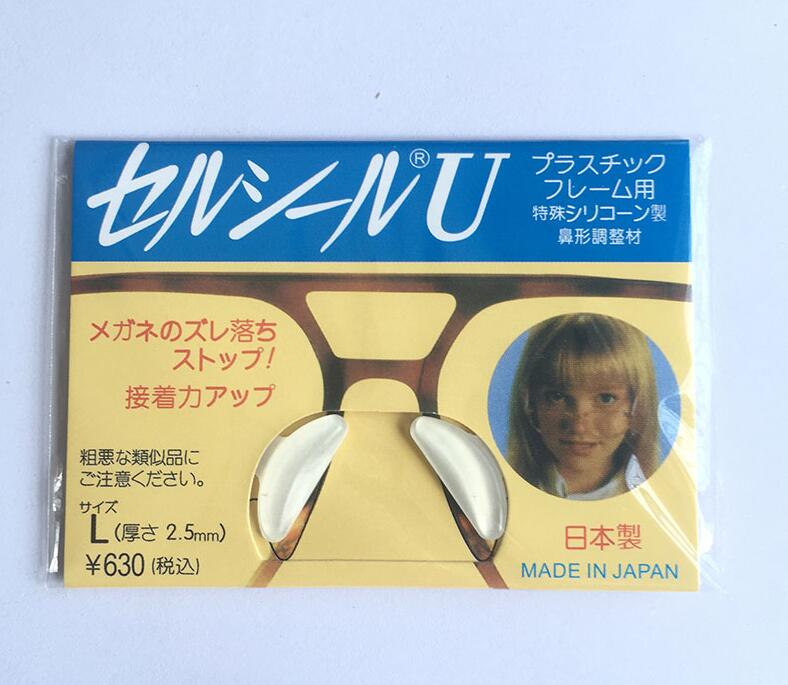 セルシール®U
プラスチック
フレーム用
特殊シリコーン製
鼻形調整材
メガネのズレ落ち
ストップ!
接着力アップ
粗悪な類似品に
ご注意ください。
サイズ
L(厚さ 2.5mm)
¥630(税込)
日本製
MADE IN JAPAN